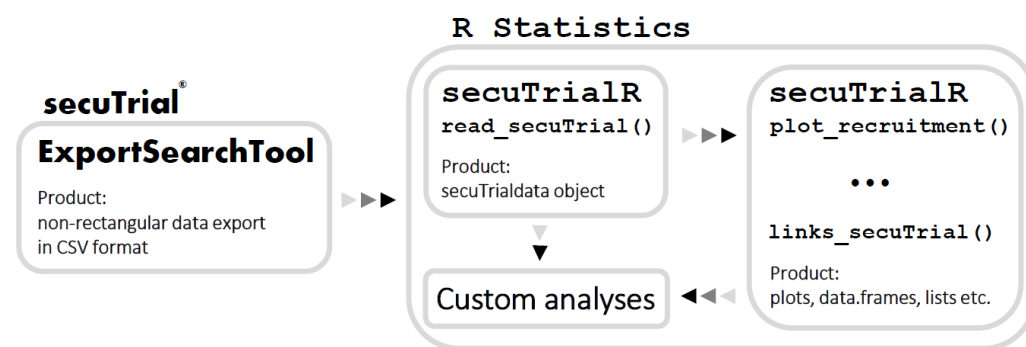 R Statistics
secuTrial®
ExportSearchTool
Product:
non-rectangular data export
in CSV format
secuTrialR
read_secuTrial()
Product:
secuTrialdata object
secuTrialR
plot_recruitment()
•••
links_secuTrial()
Product:
plots, data.frames, lists etc.
Custom analyses